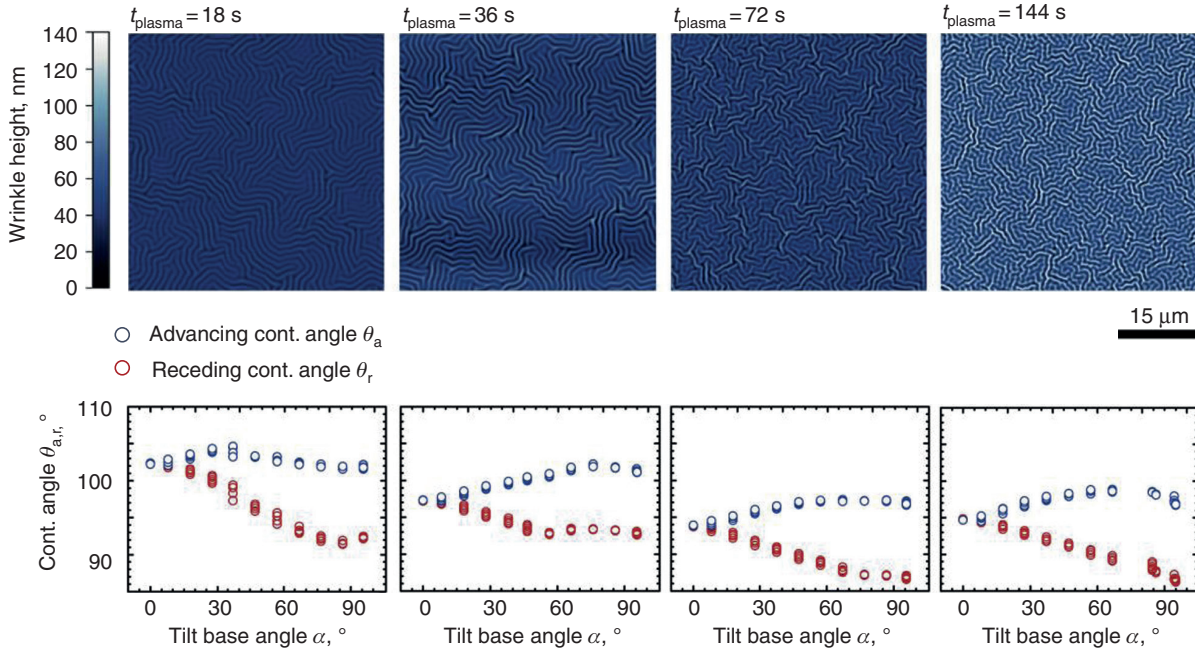 t_plasma = 18 s
t_plasma = 36 s
t_plasma = 72 s
t_plasma = 144 s
Wrinkle height, nm
140
120
100
80
60
40
20
0
15 μm
Advancing cont. angle θ_a
Receding cont. angle θ_r
Cont. angle θ_a,r, °
110
100
90
0 30 60 90
0 30 60 90
0 30 60 90
0 30 60 90
Tilt base angle α, °
Tilt base angle α, °
Tilt base angle α, °
Tilt base angle α, °